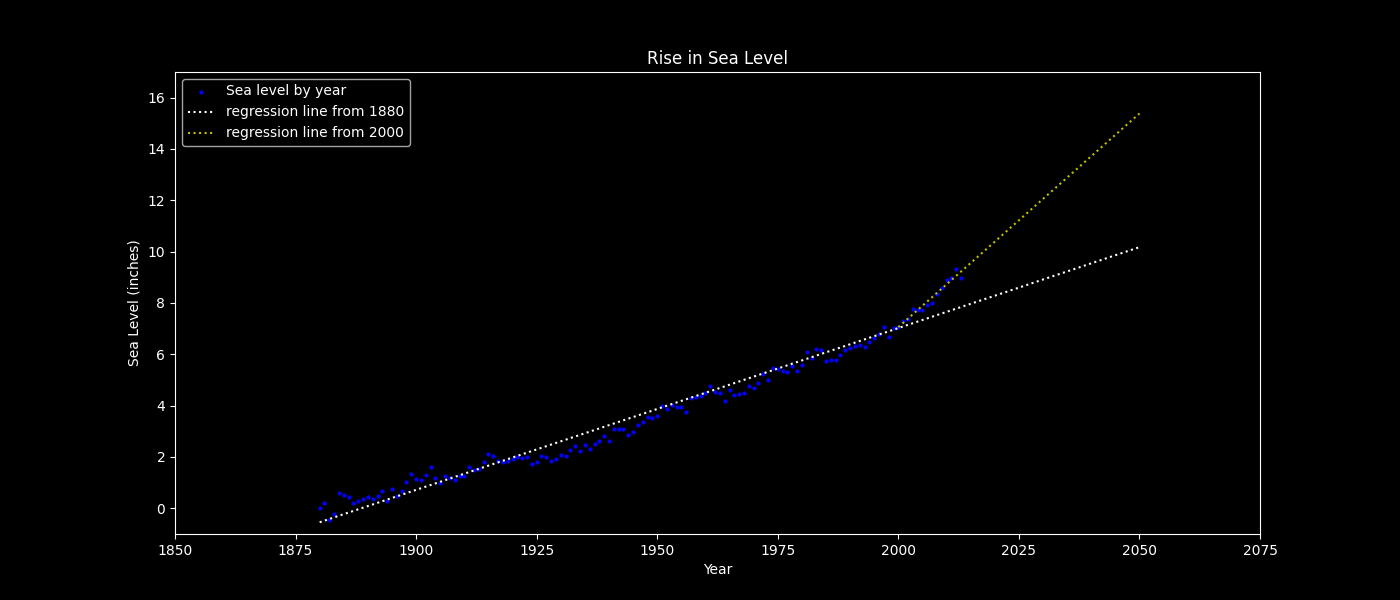 Rise in Sea Level
Sea level by year
regression line from 1880
regression line from 2000
16
14
12
10
8
6
4
2
0
Sea Level (inches)
1850 1875 1900 1925 1950 1975 2000 2025 2050 2075
Year